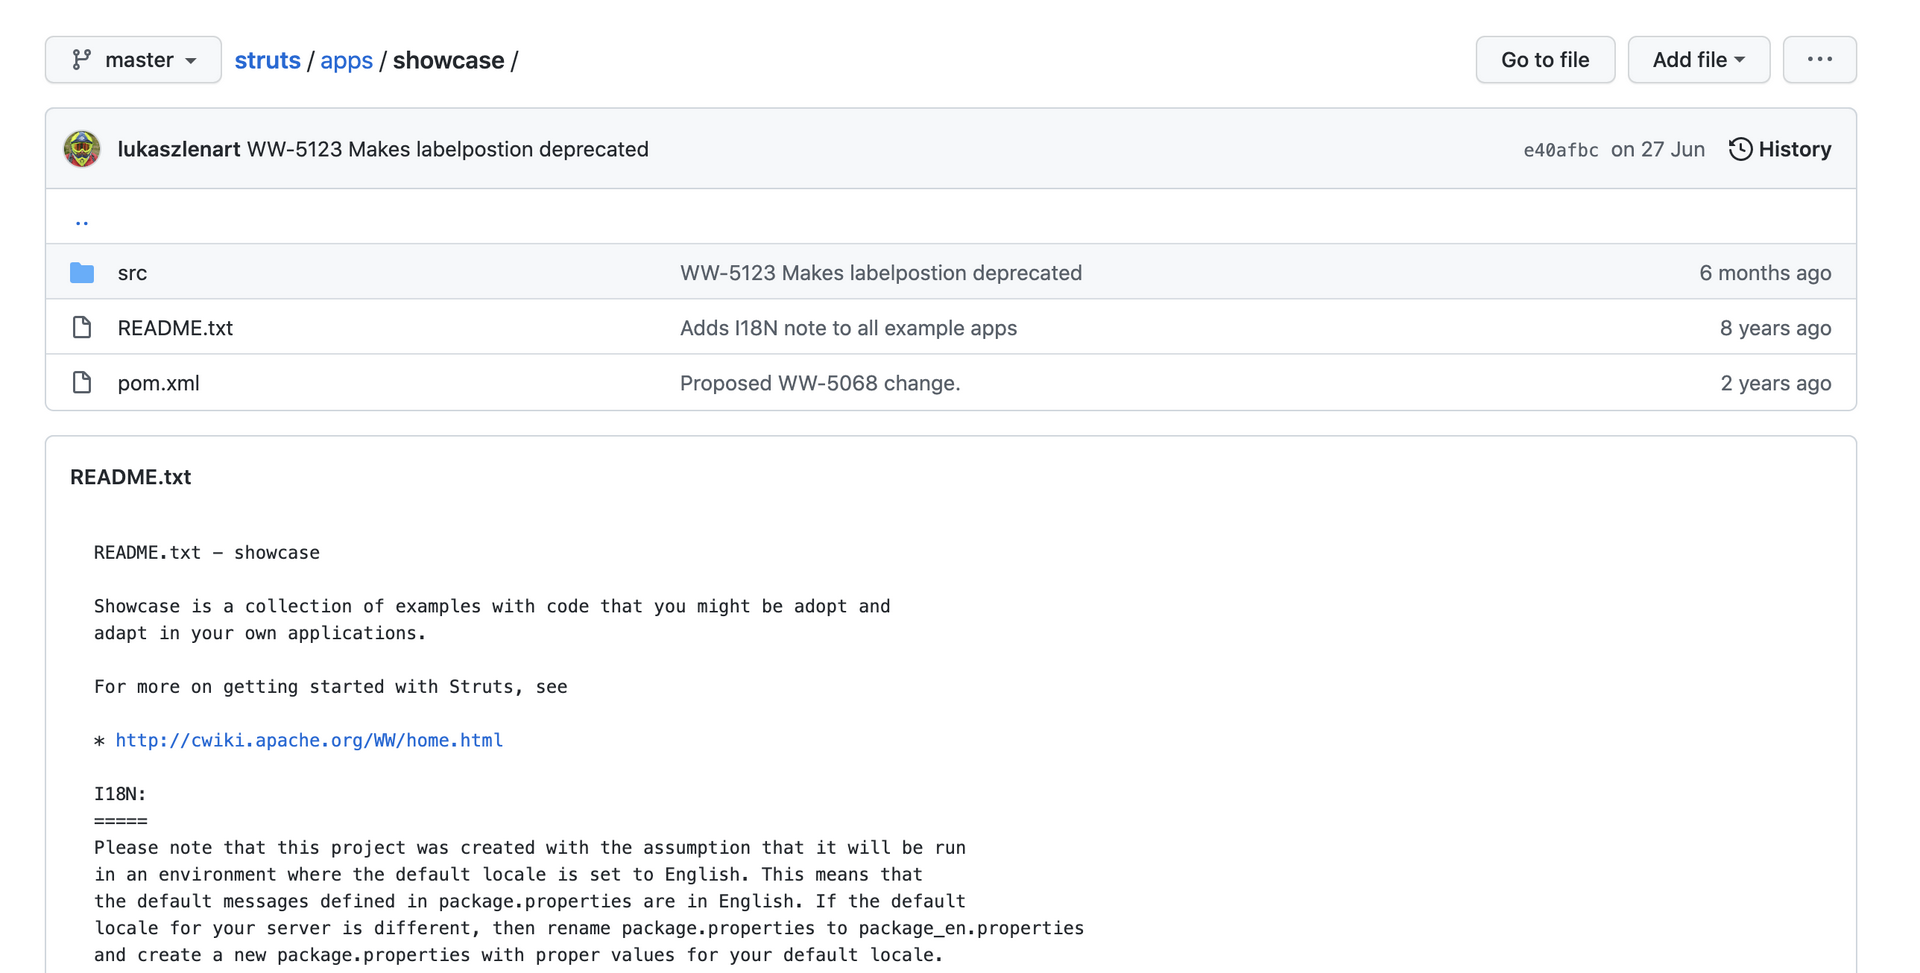 master
struts / apps / showcase /
Go to file
Add file
...
lukaszlenart WW-5123 Makes labelpostion deprecated
e40afbc on 27 Jun
History
..
src WW-5123 Makes labelpostion deprecated 6 months ago
README.txt Adds I18N note to all example apps 8 years ago
pom.xml Proposed WW-5068 change. 2 years ago
README.txt
README.txt – showcase
Showcase is a collection of examples with code that you might be adopt and
adapt in your own applications.
For more on getting started with Struts, see
* http://cwiki.apache.org/WW/home.html
I18N:
=====
Please note that this project was created with the assumption that it will be run
in an environment where the default locale is set to English. This means that
the default messages defined in package.properties are in English. If the default
locale for your server is different, then rename package.properties to package_en.properties
and create a new package.properties with proper values for your default locale.